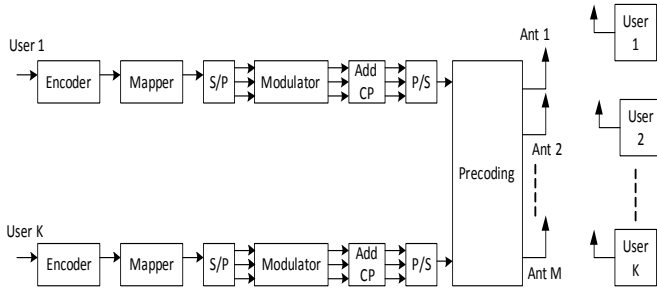 User 1
Encoder
Mapper
S/P
Modulator
Add
CP
P/S
Precoding
Ant 1
Ant 2
Ant M
User
1
User
2
User
K
User K
Encoder
Mapper
S/P
Modulator
Add
CP
P/S